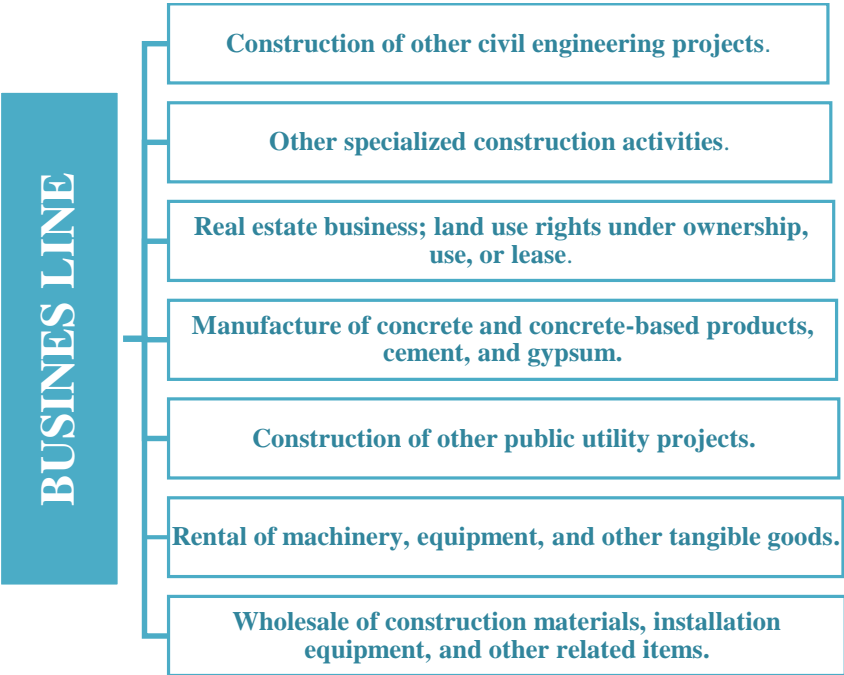 BUSINES LINE
Construction of other civil engineering projects.
Other specialized construction activities.
Real estate business; land use rights under ownership,
use, or lease.
Manufacture of concrete and concrete-based products,
cement, and gypsum.
Construction of other public utility projects.
Rental of machinery, equipment, and other tangible goods.
Wholesale of construction materials, installation
equipment, and other related items.